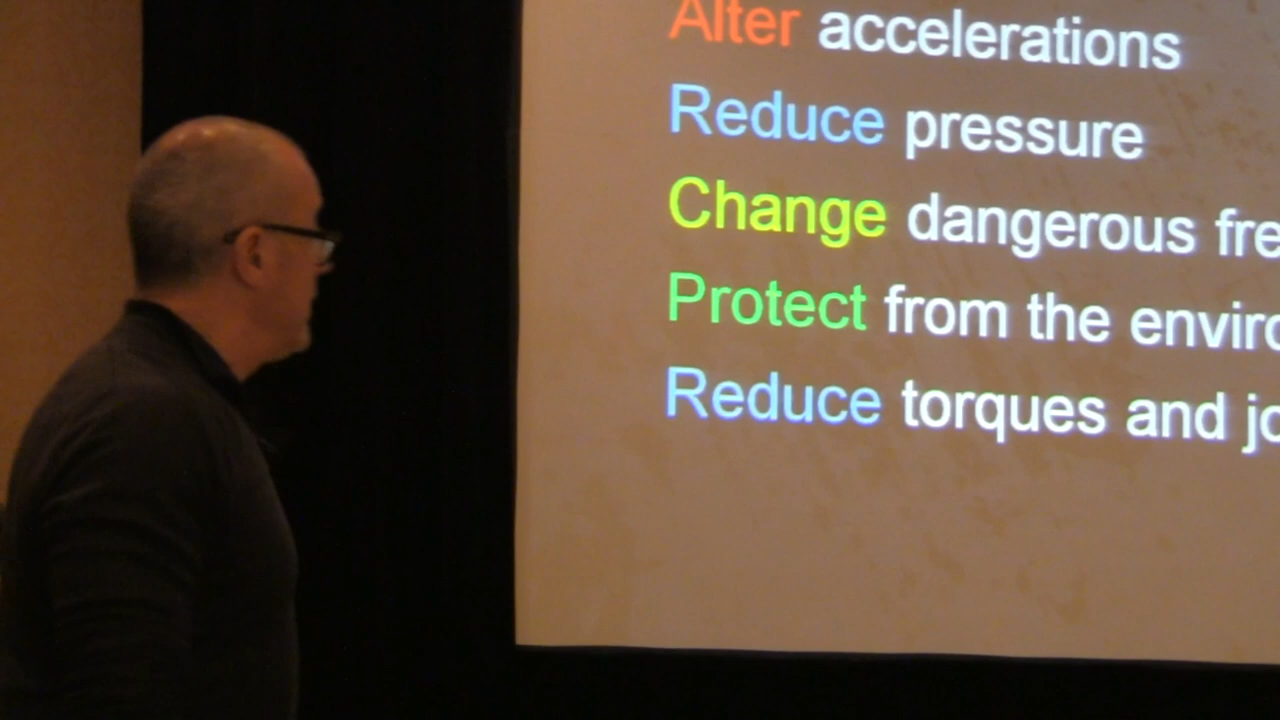 Alter accelerations
Reduce pressure
Change dangerous
Protect from the
Reduce torques and